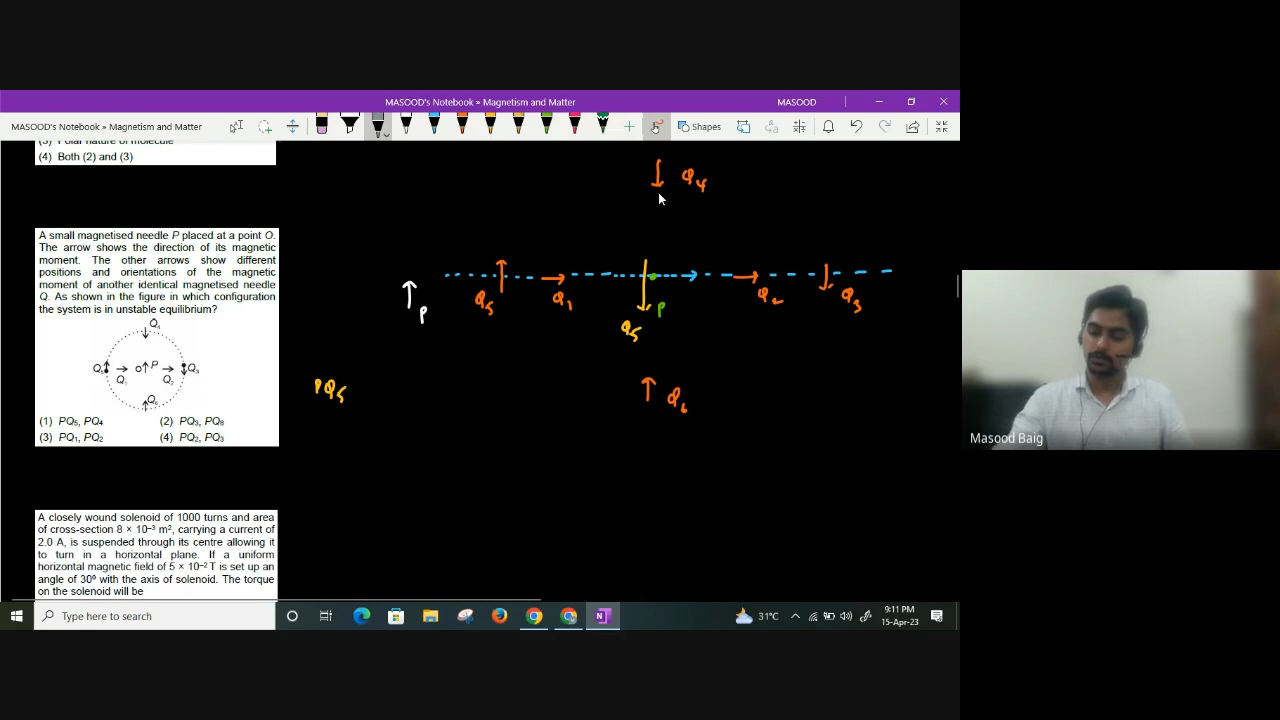 MASOOD's Notebook » Magnetism and Matter
MASOOD
MASOOD's Notebook » Magnetism and Matter
Shapes
(4) Both (2) and (3)
A small magnetised needle P placed at a point O.
The arrow shows the direction of its magnetic
moment. The other arrows show different
positions and orientations of the magnetic
moment of another identical magnetised needle
Q. As shown in the figure in which configuration
the system is in unstable equilibrium?
Q₄
Q₅ Q₁ O P Q₂ Q₃
Q₆
(1) PQ₅, PQ₄
(2) PQ₃, PQ₆
(3) PQ₁, PQ₂
(4) PQ₂, PQ₃
A closely wound solenoid of 1000 turns and area
of cross-section 8 × 10⁻³ m², carrying a current of
2.0 A, is suspended through its centre allowing it
to turn in a horizontal plane. If a uniform
horizontal magnetic field of 5 × 10⁻² T is set up an
angle of 30º with the axis of solenoid. The torque
on the solenoid will be
Q₄
P
Q₅
Q₁
Q₂
Q₃
P
Q₅
PQ₅
Q₆
Masood Baig
Type here to search
31°C
9:11 PM
15-Apr-23